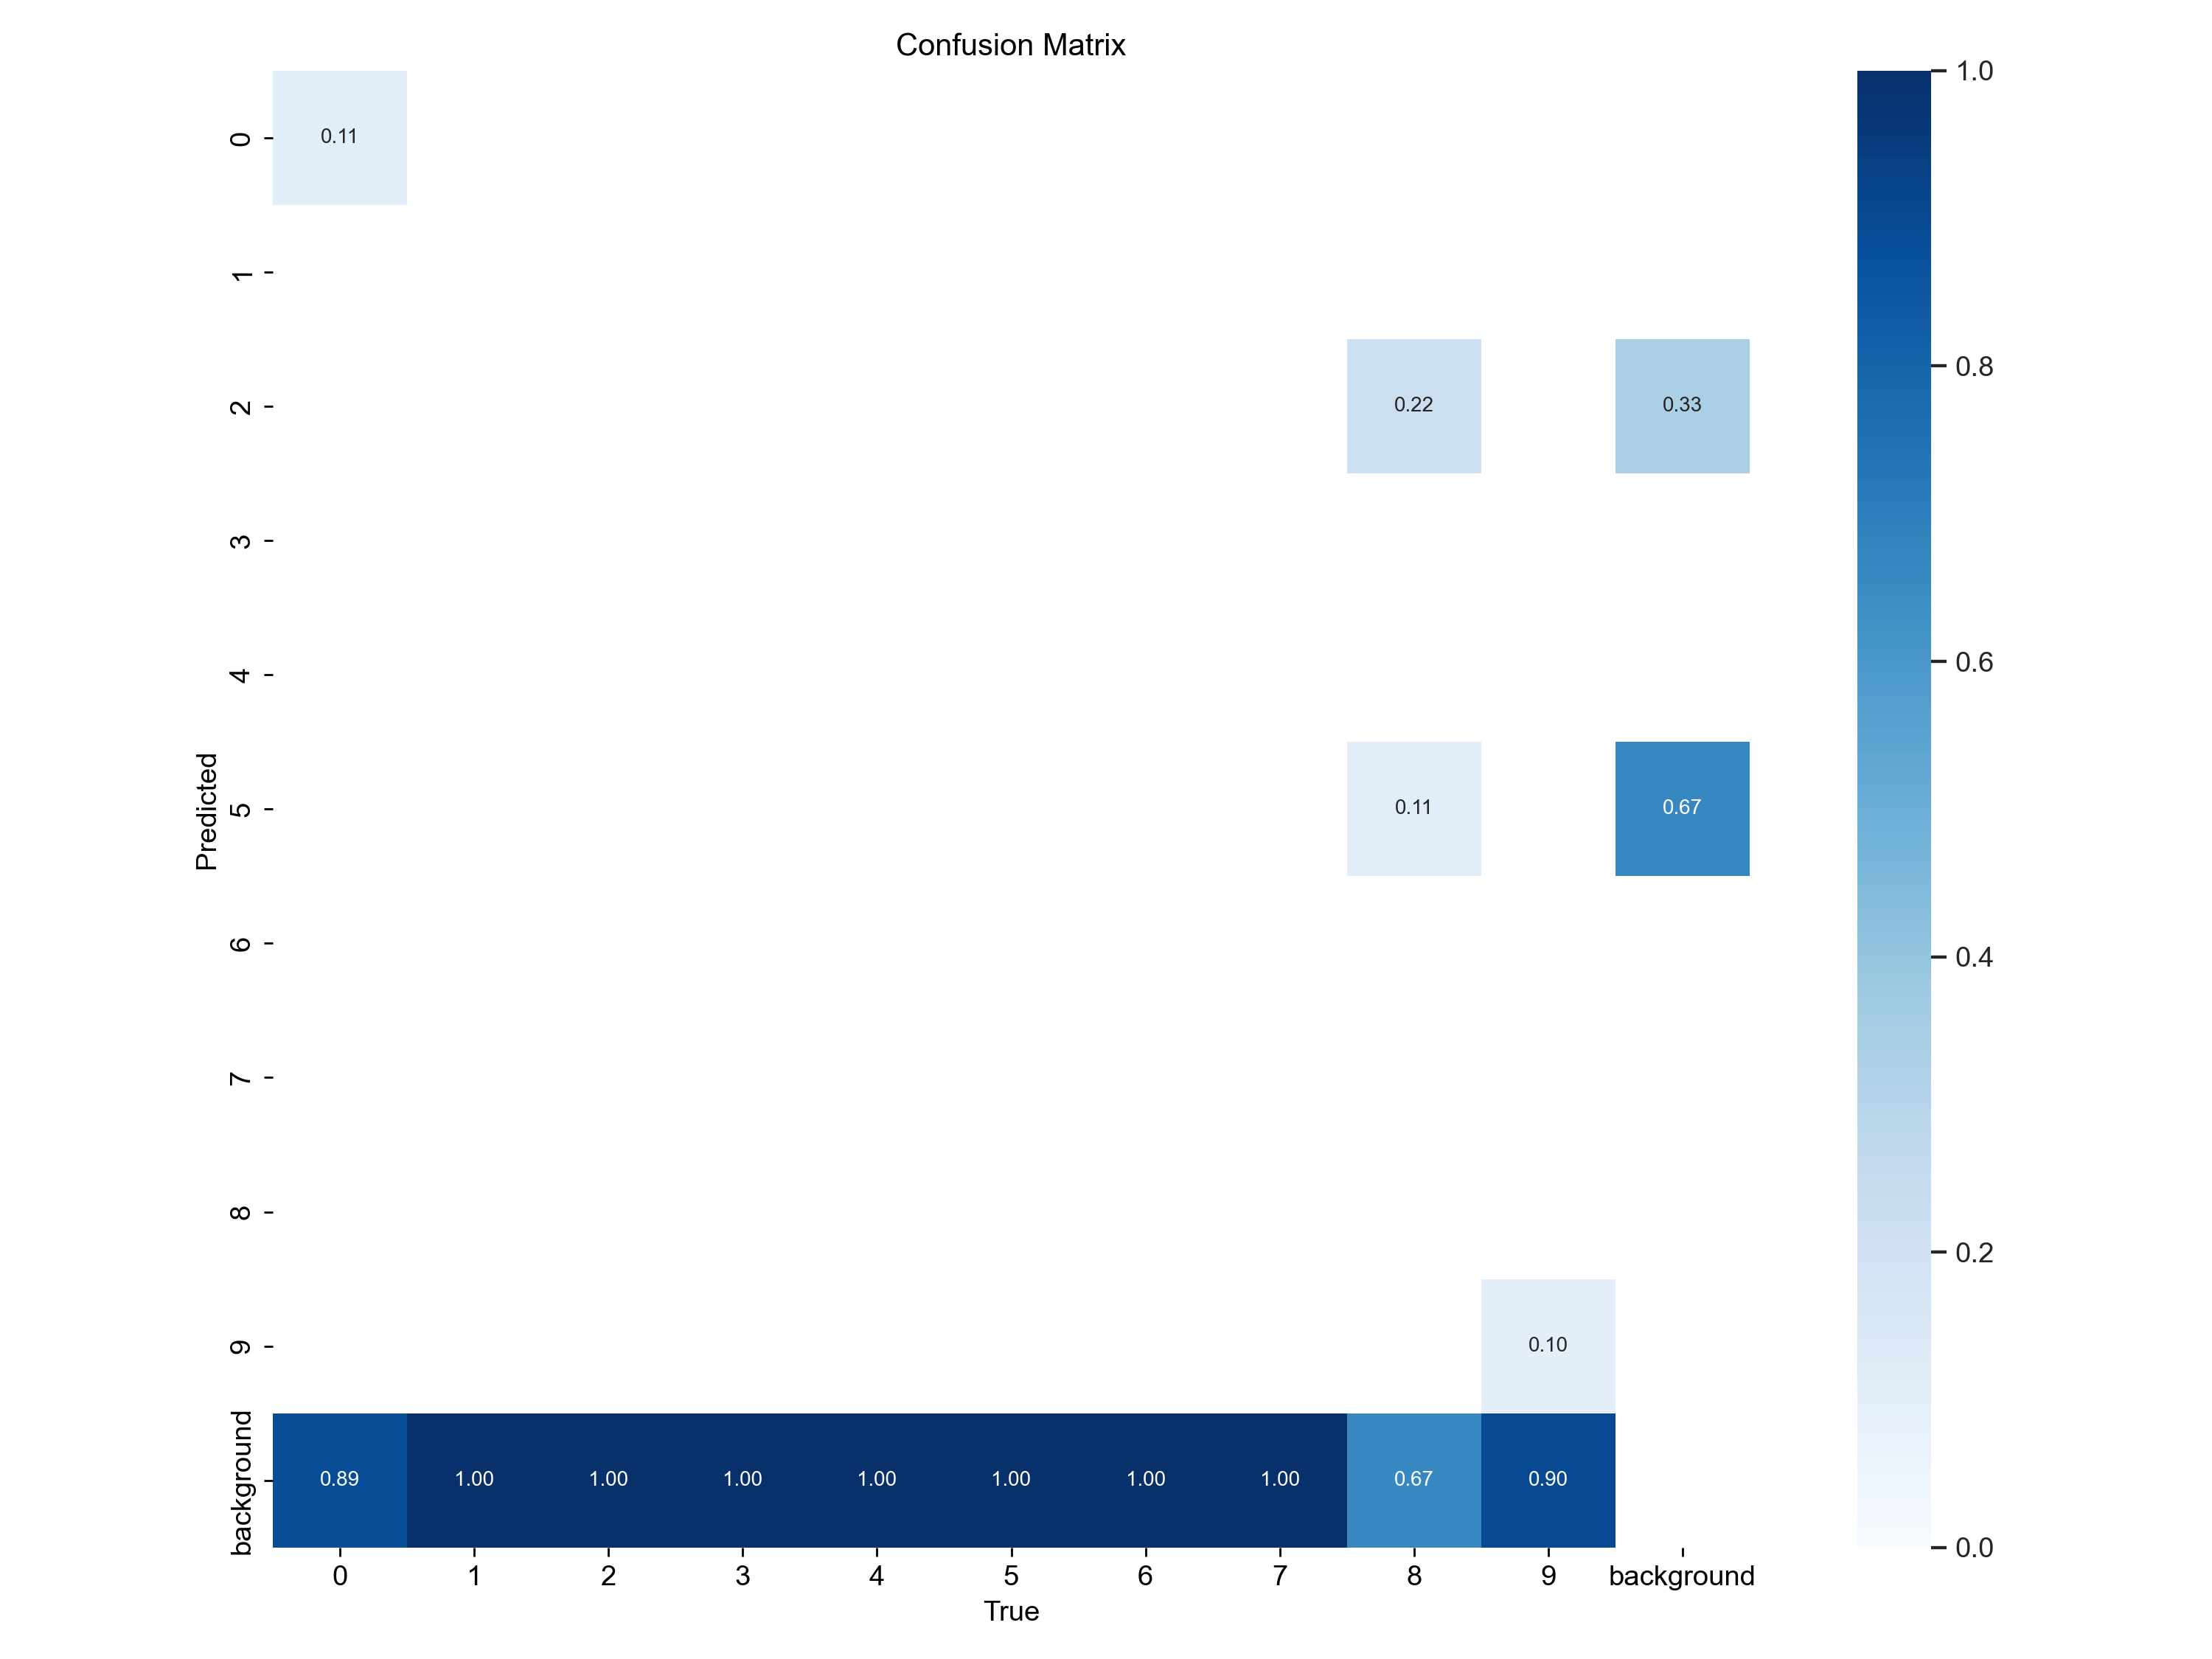 Confusion Matrix
0 0.11
1
2 0.22 0.33
3
4
5 0.11 0.67
6
7
8
9 0.10
background 0.89 1.00 1.00 1.00 1.00 1.00 1.00 1.00 0.67 0.90
0 1 2 3 4 5 6 7 8 9 background
True
Predicted
1.0
0.8
0.6
0.4
0.2
0.0